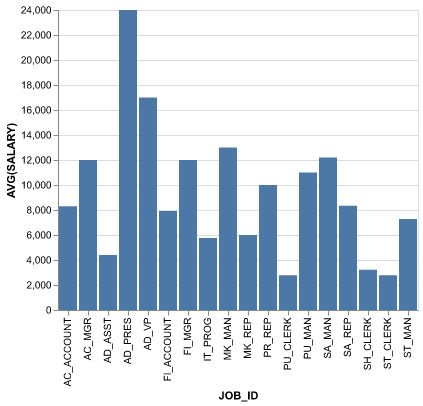 24,000
22,000
20,000
18,000
16,000
14,000
12,000
10,000
8,000
6,000
4,000
2,000
0
AVG(SALARY)
AC_ACCOUNT
AC_MGR
AD_ASST
AD_PRES
AD_VP
FI_ACCOUNT
FI_MGR
IT_PROG
MK_MAN
MK_REP
PR_REP
PU_CLERK
PU_MAN
SA_MAN
SA_REP
SH_CLERK
ST_CLERK
ST_MAN
JOB_ID